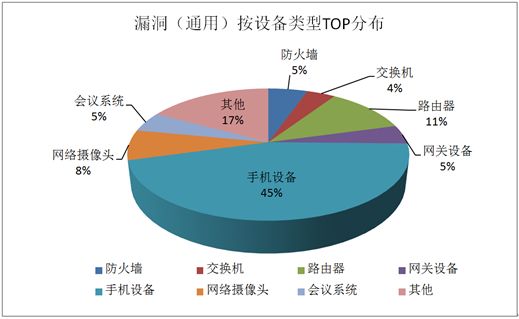 漏洞（通用）按设备类型TOP分布
防火墙
5%
交换机
4%
路由器
11%
网关设备
5%
手机设备
45%
网络摄像头
8%
会议系统
5%
其他
17%
防火墙 交换机 路由器 网关设备
手机设备 网络摄像头 会议系统 其他